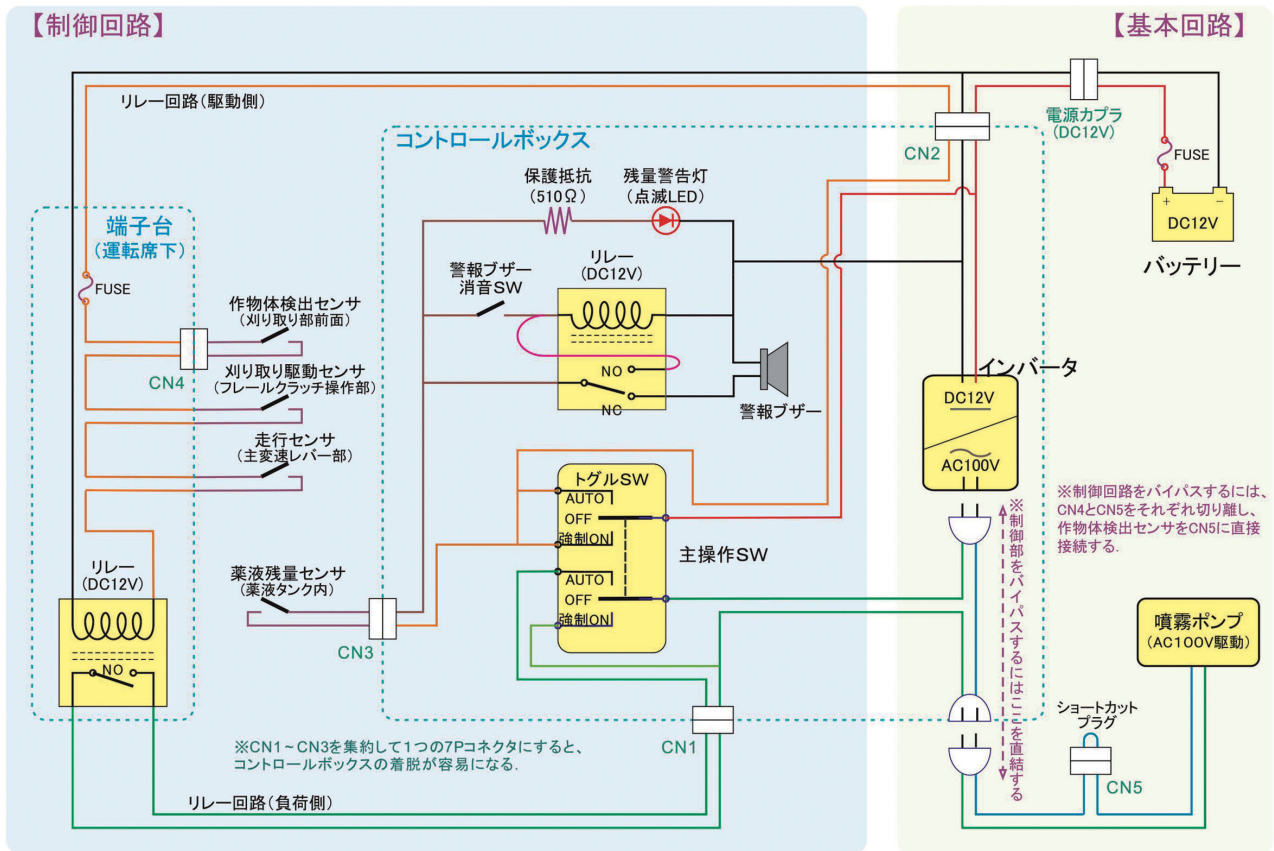 【制御回路】
【基本回路】
リレー回路(駆動側)
電源カプラ
(DC12V)
コントロールボックス
CN2
FUSE
保護抵抗
(510Ω)
残量警告灯
(点滅LED)
+ −
DC12V
バッテリー
端子台
(運転席下)
リレー
(DC12V)
警報ブザー
消音SW
FUSE
作物体検出センサ
(刈り取り部前面)
CN4
刈り取り駆動センサ
(フレールクラッチ操作部)
NO
NC
警報ブザー
インバータ
DC12V
AC100V
走行センサ
(主変速レバー部)
トグルSW
AUTO
OFF
強制ON
主操作SW
AUTO
OFF
強制ON
※制御回路をバイパスするには、
CN4とCN5をそれぞれ切り離し、
作物体検出センサをCN5に直接
接続する.
※制御部をバイパスするにはここを直結する
リレー
(DC12V)
NO
薬液残量センサ
(薬液タンク内)
CN3
噴霧ポンプ
(AC100V駆動)
ショートカット
プラグ
CN5
CN1
※CN1~CN3を集約して1つの7Pコネクタにすると、
コントロールボックスの着脱が容易になる.
リレー回路(負荷側)